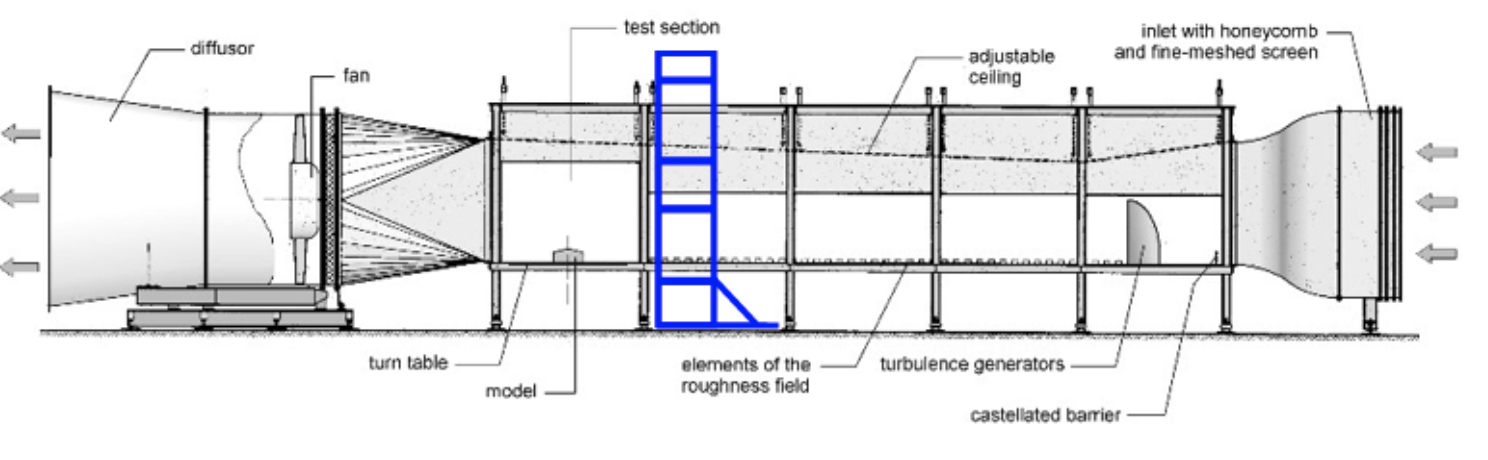 test section
inlet with honeycomb
and fine-meshed screen
diffusor
adjustable
ceiling
fan
turn table
elements of the
roughness field
turbulence generators
model
castellated barrier